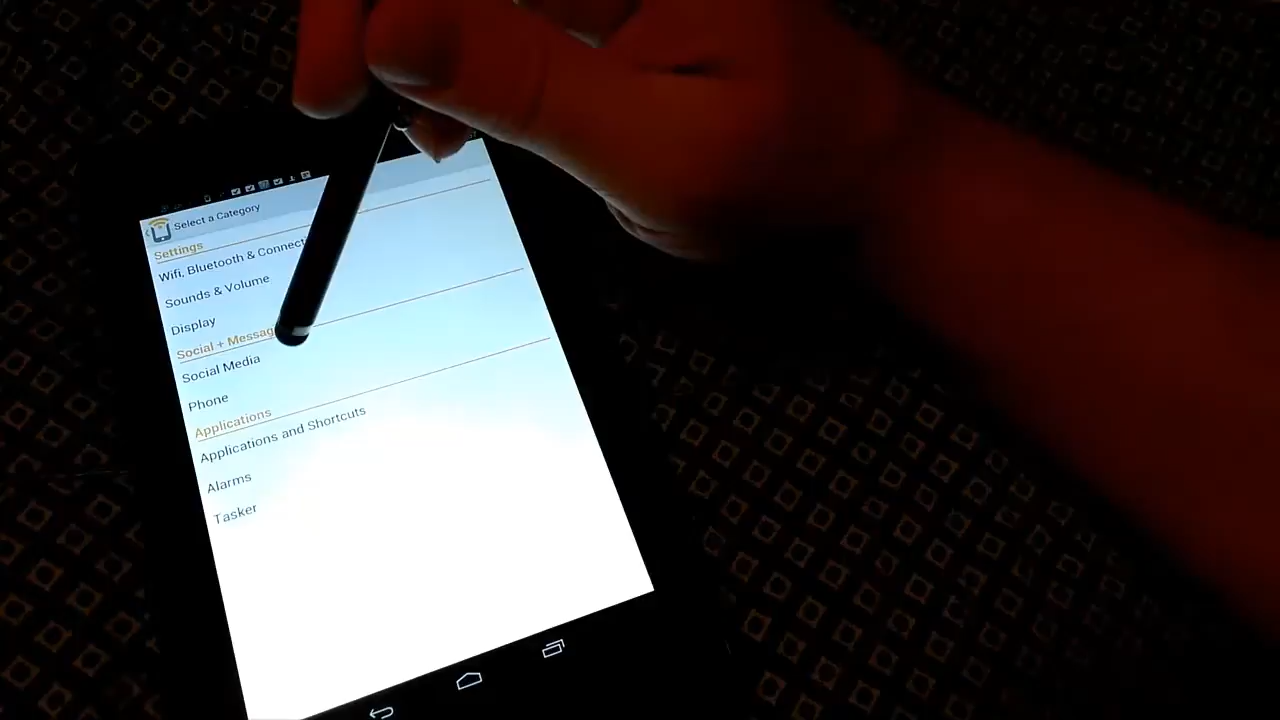 Select a Category
Settings
Wifi, Bluetooth & Connecti
Sounds & Volume
Display
Social + Messag
Social Media
Phone
Applications
Applications and Shortcuts
Alarms
Tasker